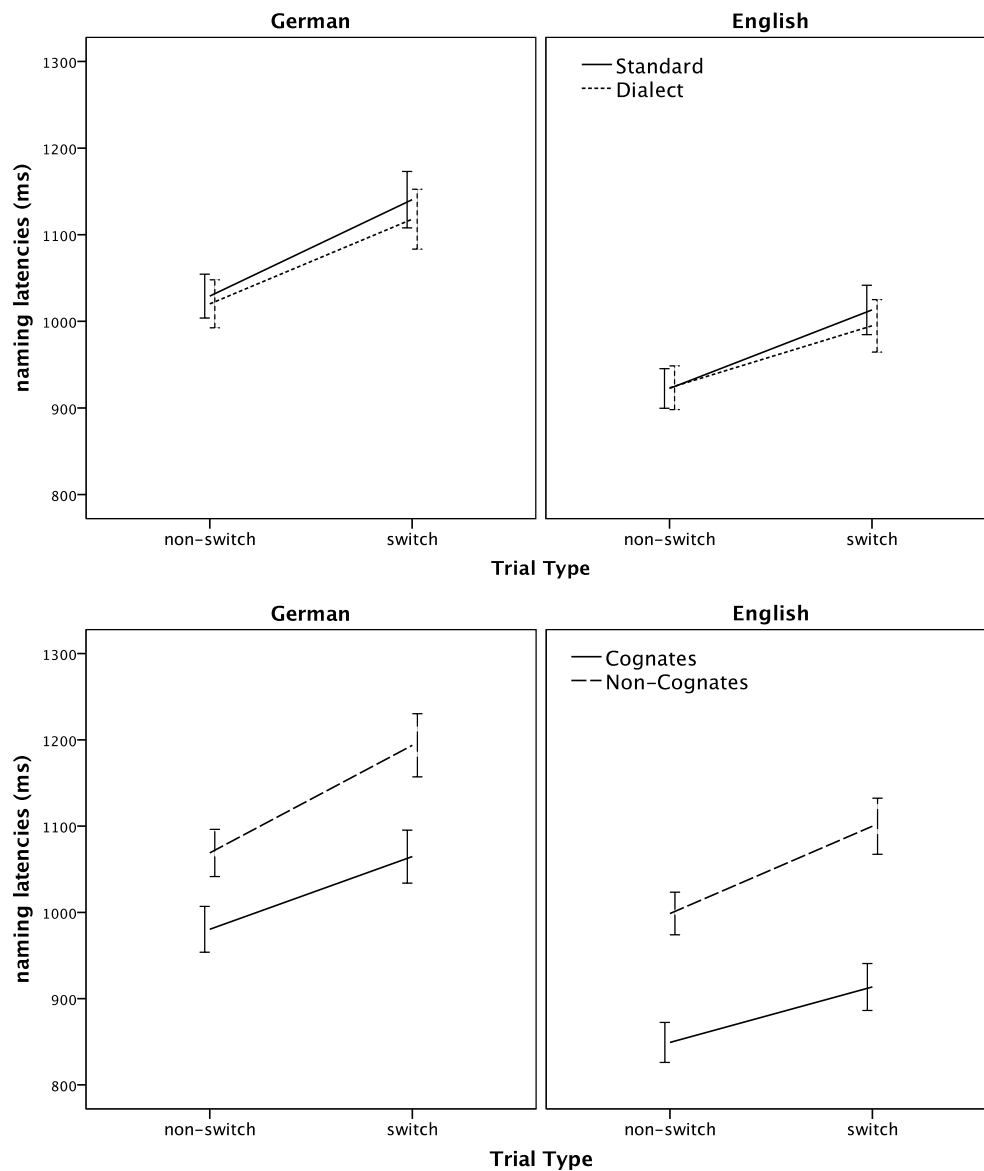 German
English
Standard
Dialect
naming latencies (ms)
1300
1200
1100
1000
900
800
non-switch switch non-switch switch
Trial Type
German
English
Cognates
Non-Cognates
naming latencies (ms)
1300
1200
1100
1000
900
800
non-switch switch non-switch switch
Trial Type